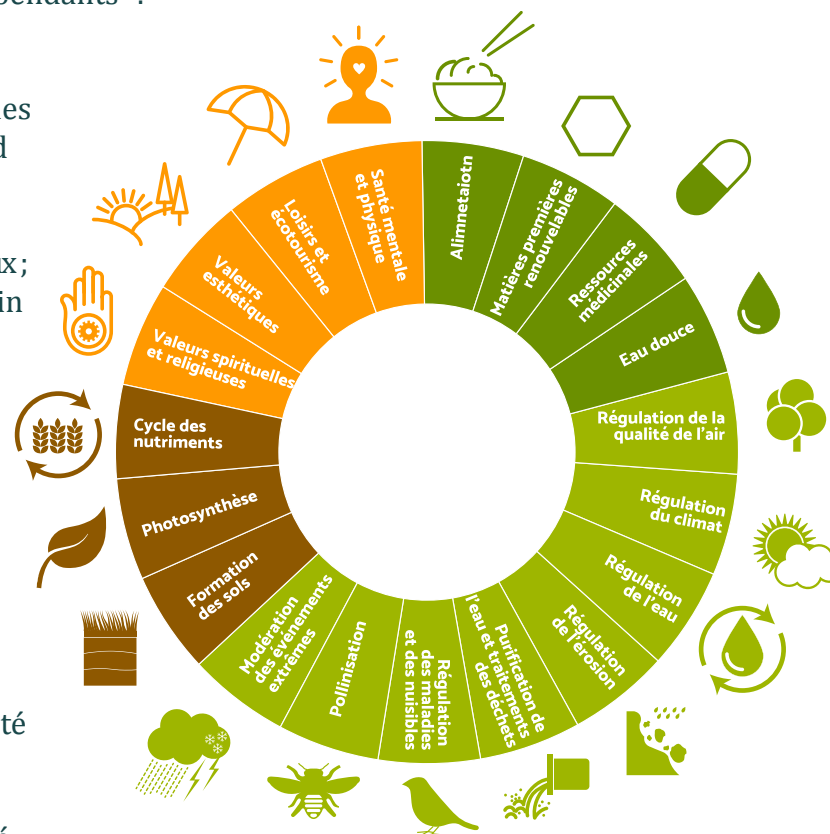 pendants" ?
es
d
ux;
in
té
Santé mentale
et physique
Alimnetaiotn
Matières premières
renouvelables
Ressources
médicinales
Eau douce
Régulation de la
qualité de l'air
Régulation
du climat
Régulation
de l'eau
Régulation
de l'érosion
Purification de
l'eau et traitements
des déchets
Régulation
des maladies
et des nuisibles
Pollinisation
Modération
des événements
extrêmes
Formation
des sols
Photosynthèse
Cycle des
nutriments
Valeurs spirituelles
et religieuses
Valeurs
esthétiques
Loisirs et
écotourisme